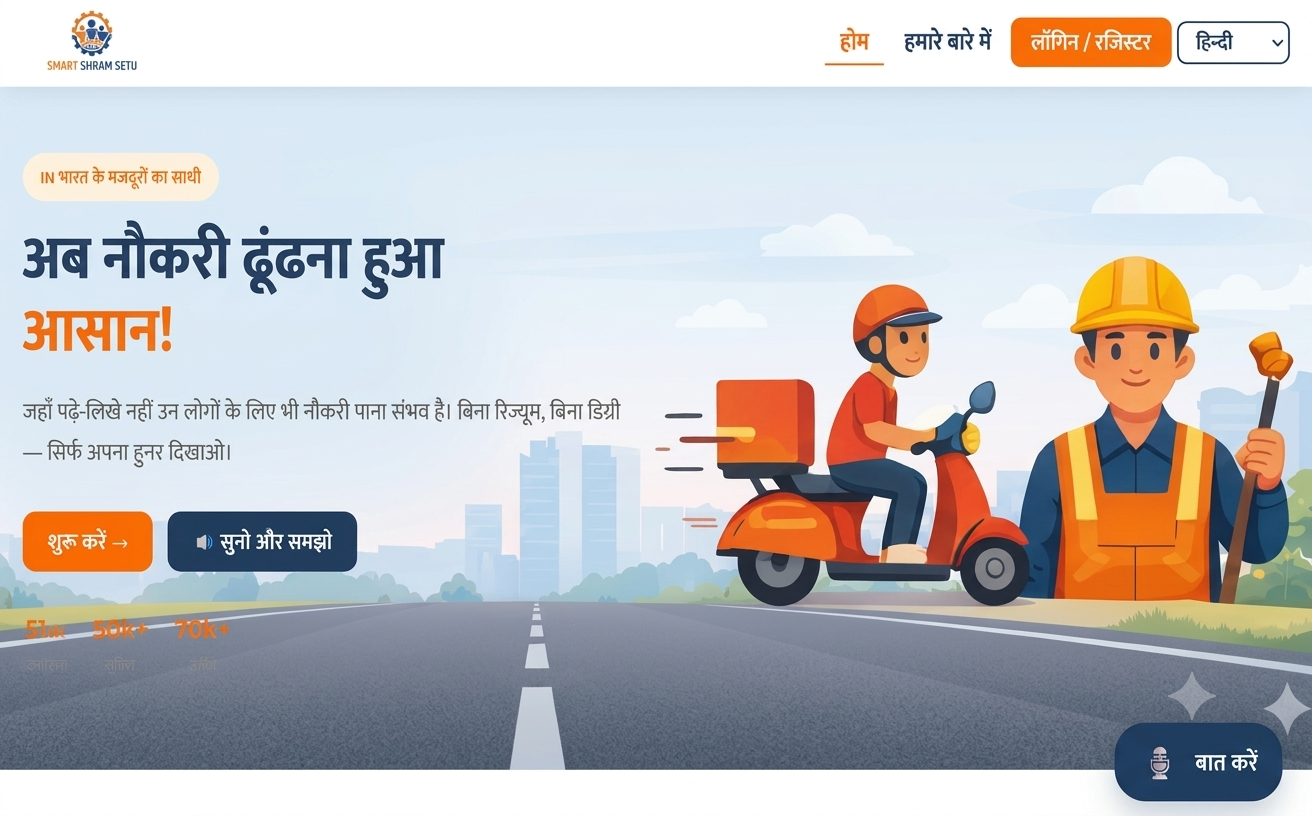 SMART SHRAM SETU
होम
हमारे बारे में
लॉगिन / रजिस्टर
हिन्दी
IN भारत के मजदूरों का साथी
अब नौकरी ढूंढना हुआ
आसान!
जहाँ पढ़े-लिखे नहीं उन लोगों के लिए भी नौकरी पाना संभव है। बिना रिज्यूम, बिना डिग्री
— सिर्फ अपना हुनर दिखाओ।
शुरू करें →
सुनो और समझो
50k+
70k+
बात करें